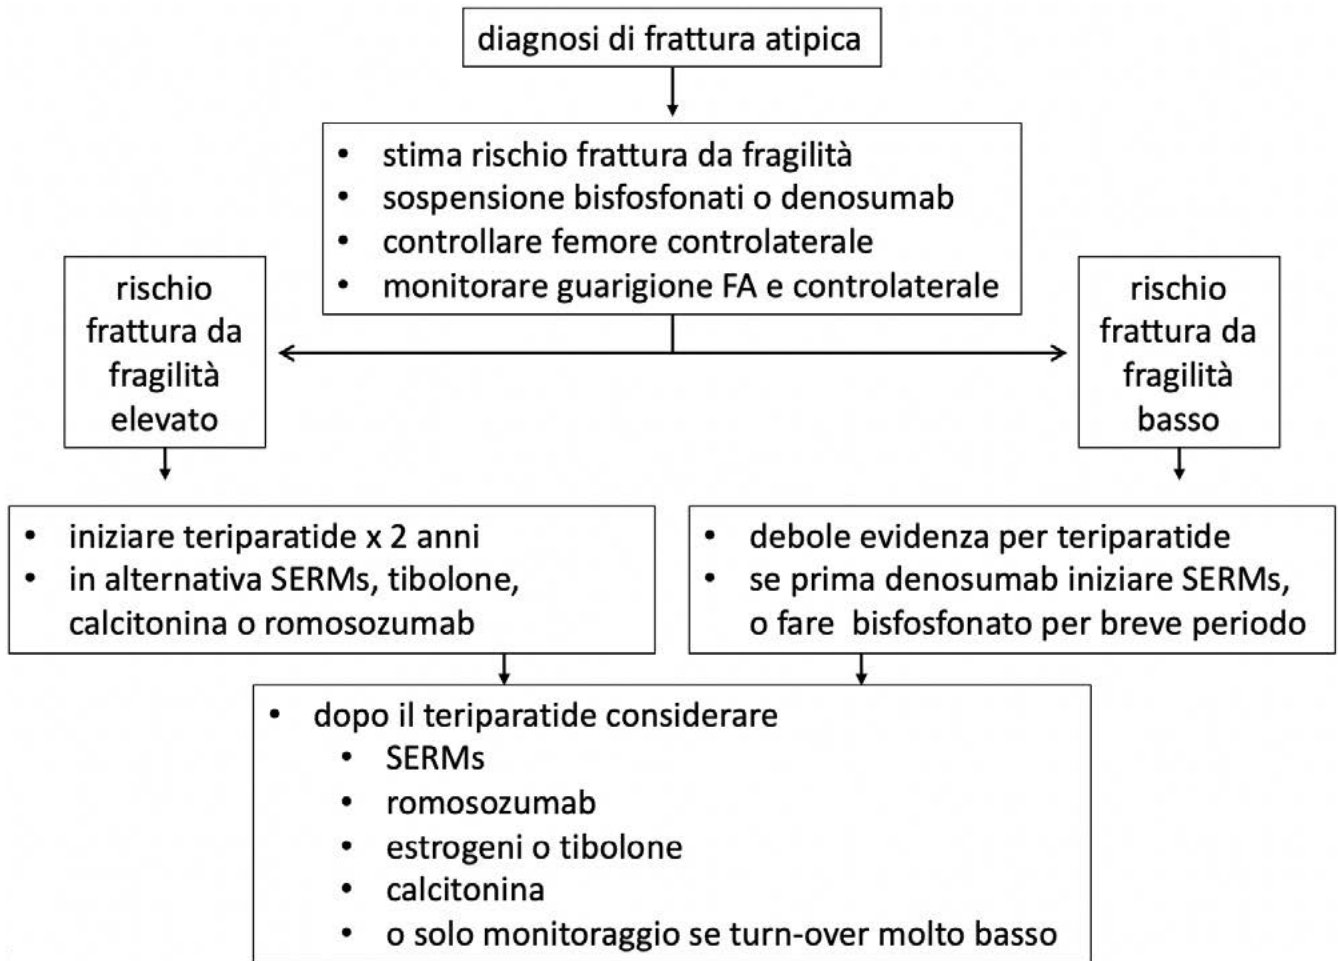 diagnosi di frattura atipica
• stima rischio frattura da fragilità
• sospensione bisfosfonati o denosumab
• controllare femore controlaterale
• monitorare guarigione FA e controlaterale
rischio
frattura da
fragilità
elevato
rischio
frattura da
fragilità
basso
• iniziare teriparatide x 2 anni
• in alternativa SERMs, tibolone,
calcitonina o romosozumab
• debole evidenza per teriparatide
• se prima denosumab iniziare SERMs,
o fare bisfosfonato per breve periodo
• dopo il teriparatide considerare
• SERMs
• romosozumab
• estrogeni o tibolone
• calcitonina
• o solo monitoraggio se turn-over molto basso